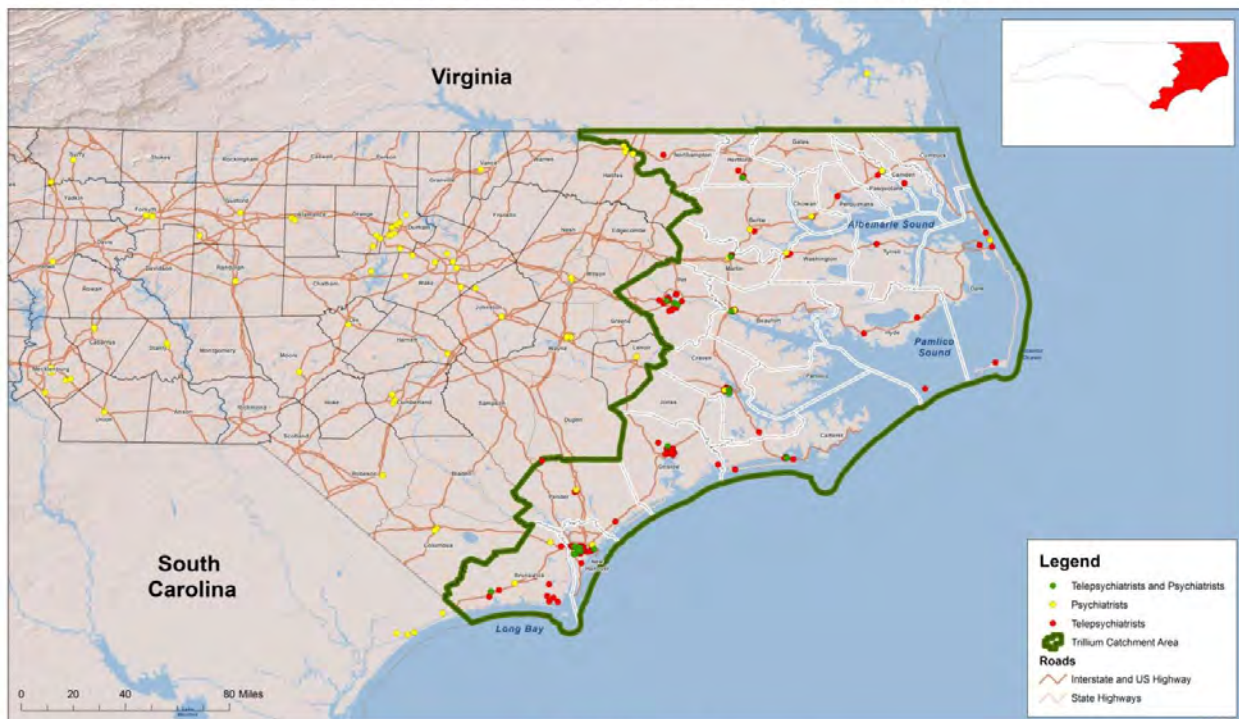 Virginia
South
Carolina
Albemarle Sound
Pamlico
Sound
Long Bay
Surry
Stokes
Rockingham
Caswell
Person
Granville
Vance
Warren
Halifax
Northampton
Hertford
Gates
Currituck
Camden
Pasquotank
Perquimans
Chowan
Bertie
Yadkin
Forsyth
Guilford
Alamance
Orange
Durham
Franklin
Nash
Edgecombe
Martin
Washington
Tyrrell
Dare
Davie
Davidson
Randolph
Chatham
Wake
Wilson
Pitt
Beaufort
Hyde
Rowan
Johnston
Greene
Cabarrus
Stanly
Montgomery
Moore
Lee
Harnett
Wayne
Lenoir
Craven
Pamlico
Mecklenburg
Union
Anson
Richmond
Hoke
Cumberland
Sampson
Duplin
Jones
Carteret
Scotland
Robeson
Bladen
Onslow
Pender
Columbus
Brunswick
New
Hanover
Legend
Telepsychiatrists and Psychiatrists
Psychiatrists
Telepsychiatrists
Trillium Catchment Area
Roads
Interstate and US Highway
State Highways
0 20 40 80 Miles